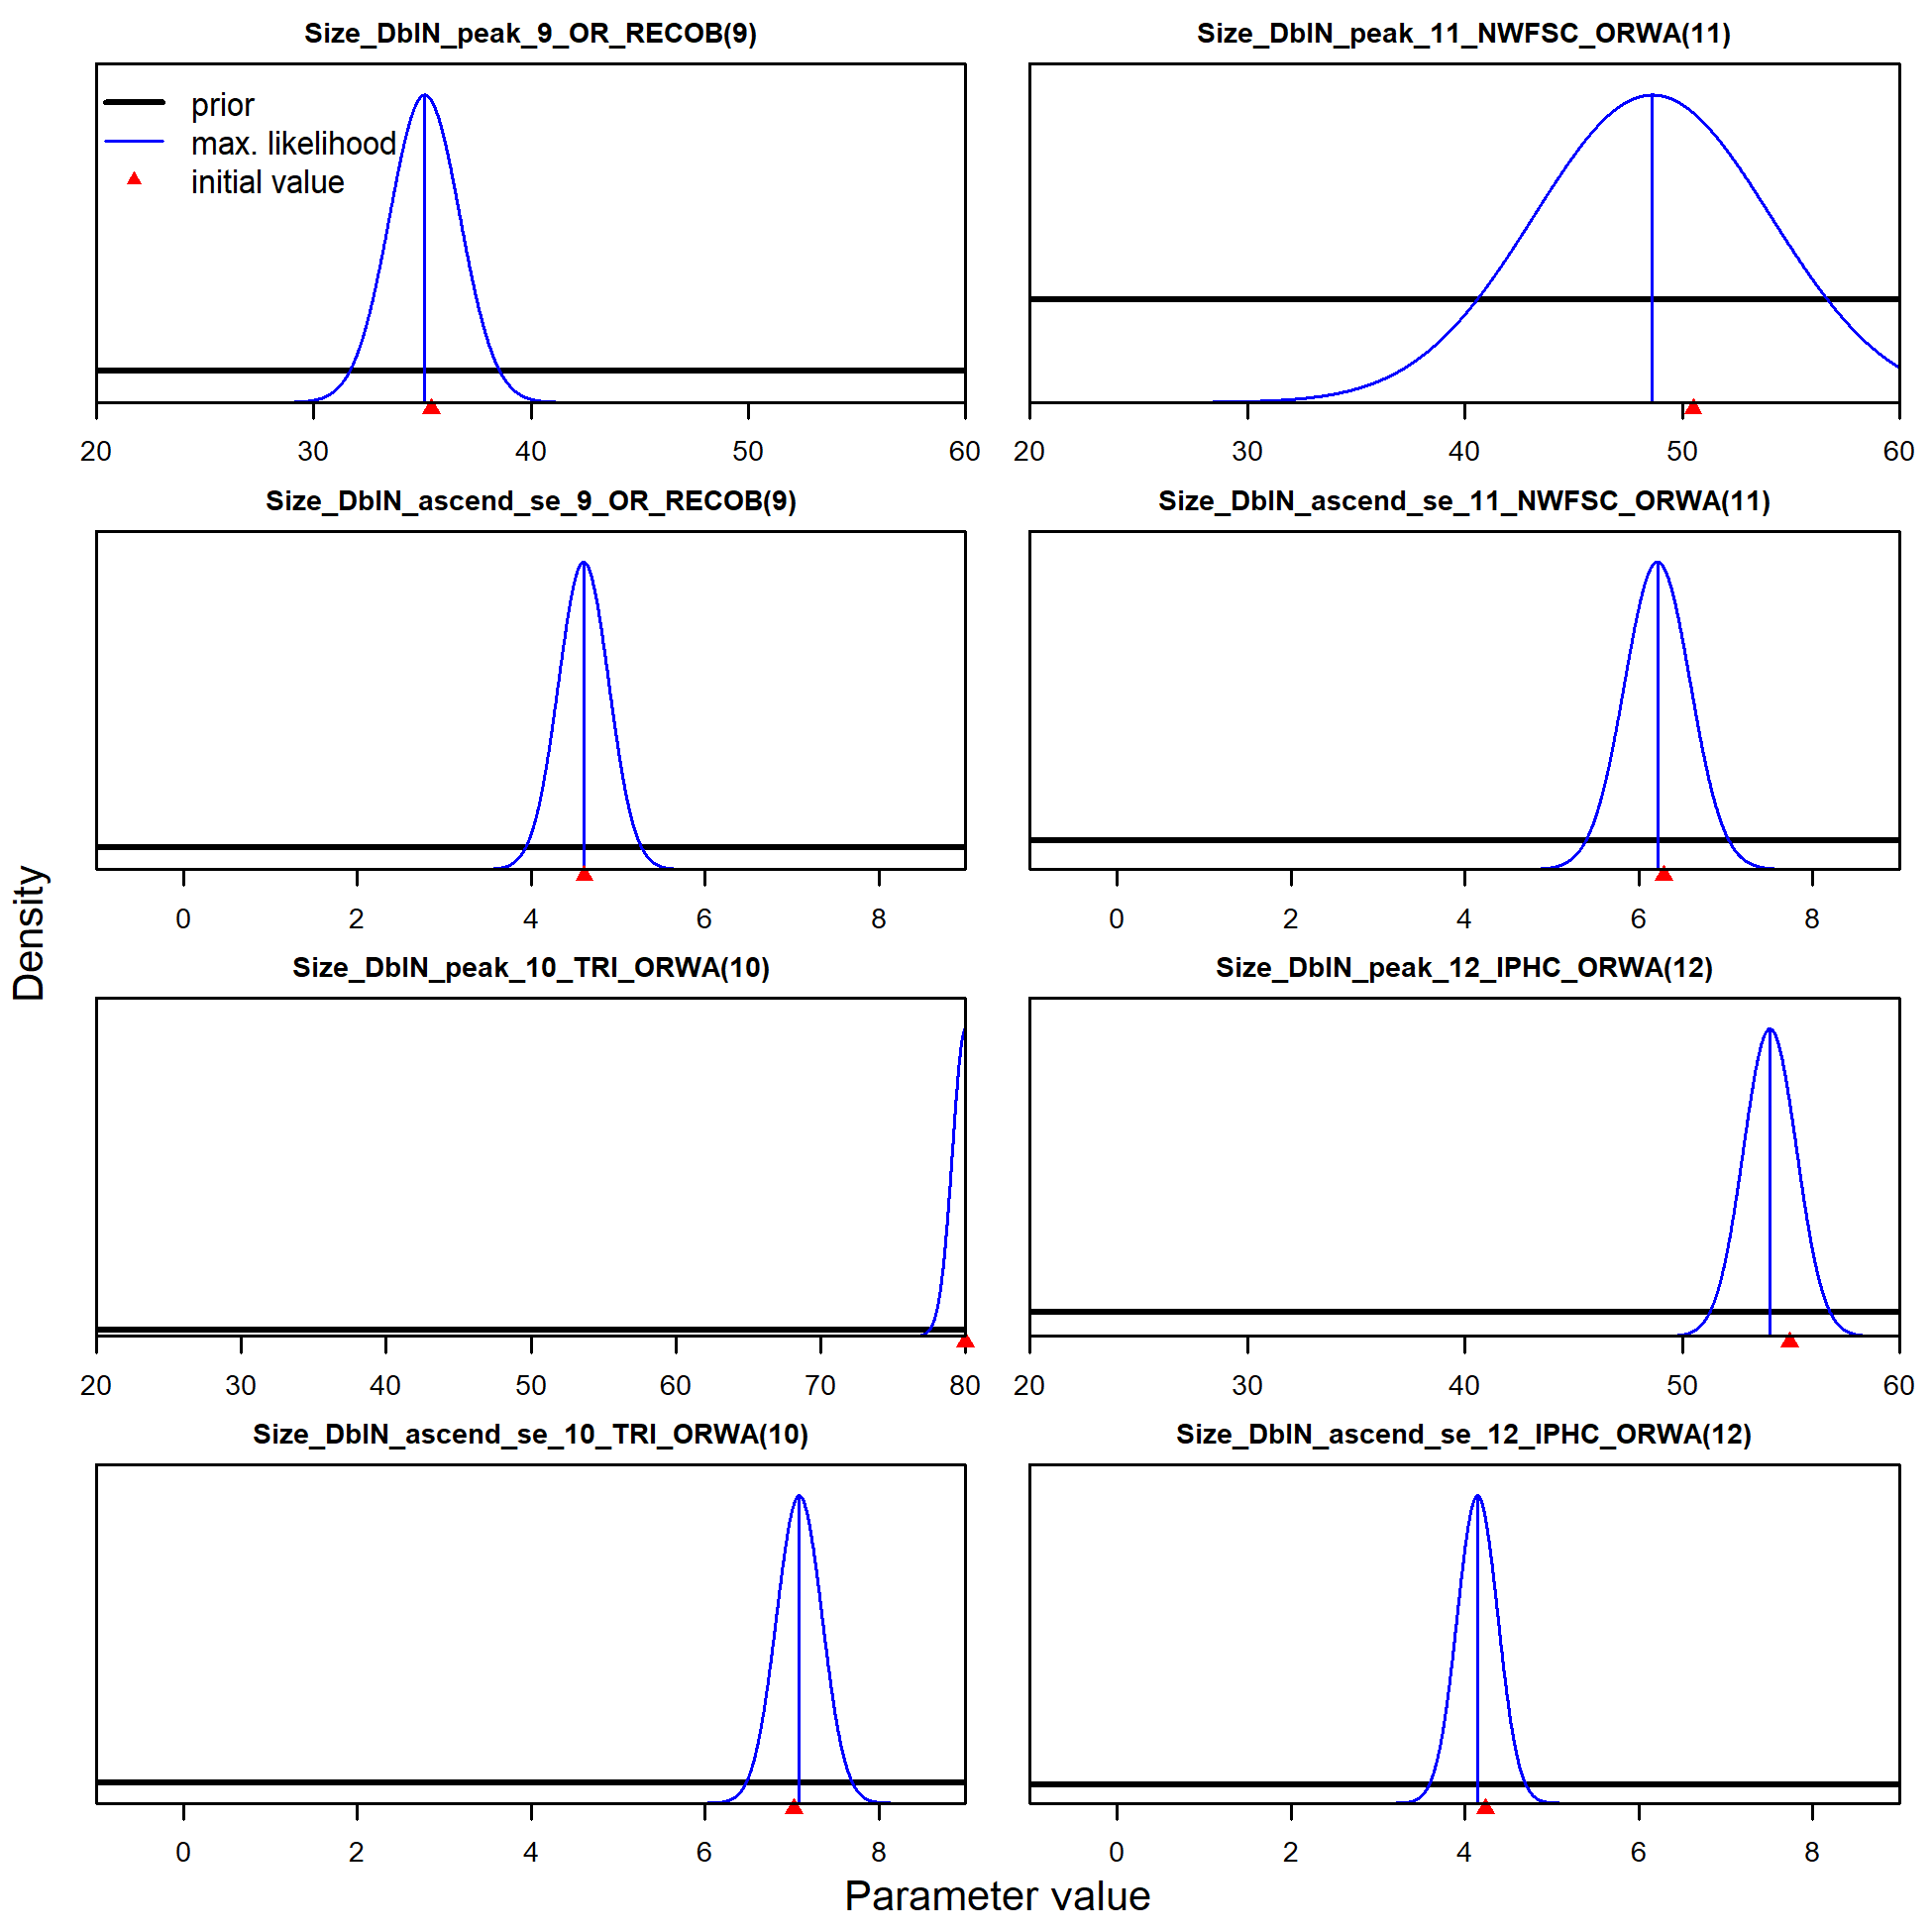 Size_DblN_peak_9_OR_RECOB(9)
prior
max. likelihood
initial value
20 30 40 50 60
Size_DblN_peak_11_NWFSC_ORWA(11)
20 30 40 50 60
Size_DblN_ascend_se_9_OR_RECOB(9)
0 2 4 6 8
Size_DblN_ascend_se_11_NWFSC_ORWA(11)
0 2 4 6 8
Density
Size_DblN_peak_10_TRI_ORWA(10)
20 30 40 50 60 70 80
Size_DblN_peak_12_IPHC_ORWA(12)
20 30 40 50 60
Size_DblN_ascend_se_10_TRI_ORWA(10)
0 2 4 6 8
Size_DblN_ascend_se_12_IPHC_ORWA(12)
0 2 4 6 8
Parameter value